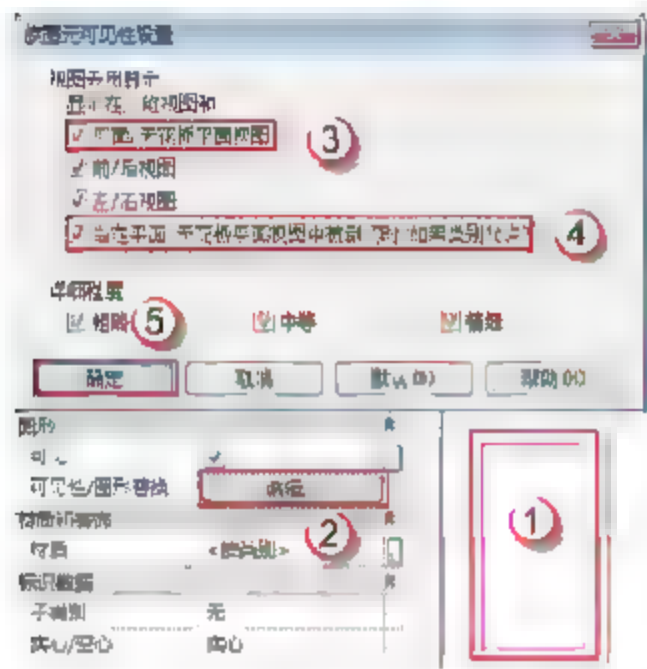 族图元可见性设置
视图专用显示
显示在三维视图和
平面/天花板平面视图
3
前/后视图
左/右视图
当在平面/天花板平面视图中被剖切时(如果类别允许)
4
详细程度
粗略
5
中等
精细
确定
取消
默认(D)
帮助(H)
图形
可见
可见性/图形替换
编辑
1
材质
<按类别>
2
标识数据
子类别
无
实心/空心
实心